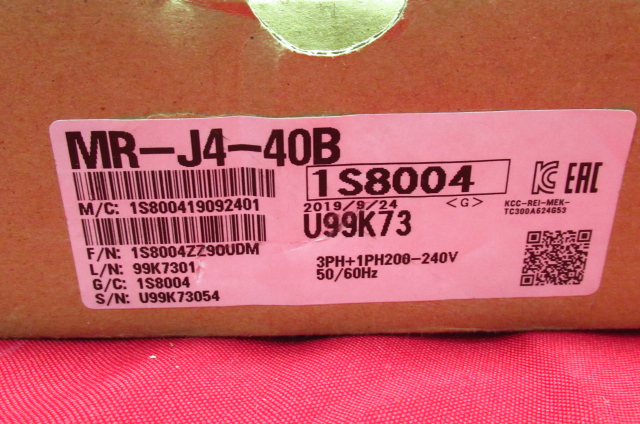 MR-J4-40B
1S8004
M/C: 1S800419092401
2019/9/24
<G>
U99K73
KCC-REI-MEK-
TC300A624G53
EAC
F/N: 1S8004ZZ90UDM
L/N: 99K7301
G/C: 1S8004
S/N: U99K73054
3PH+1PH200-240V
50/60Hz